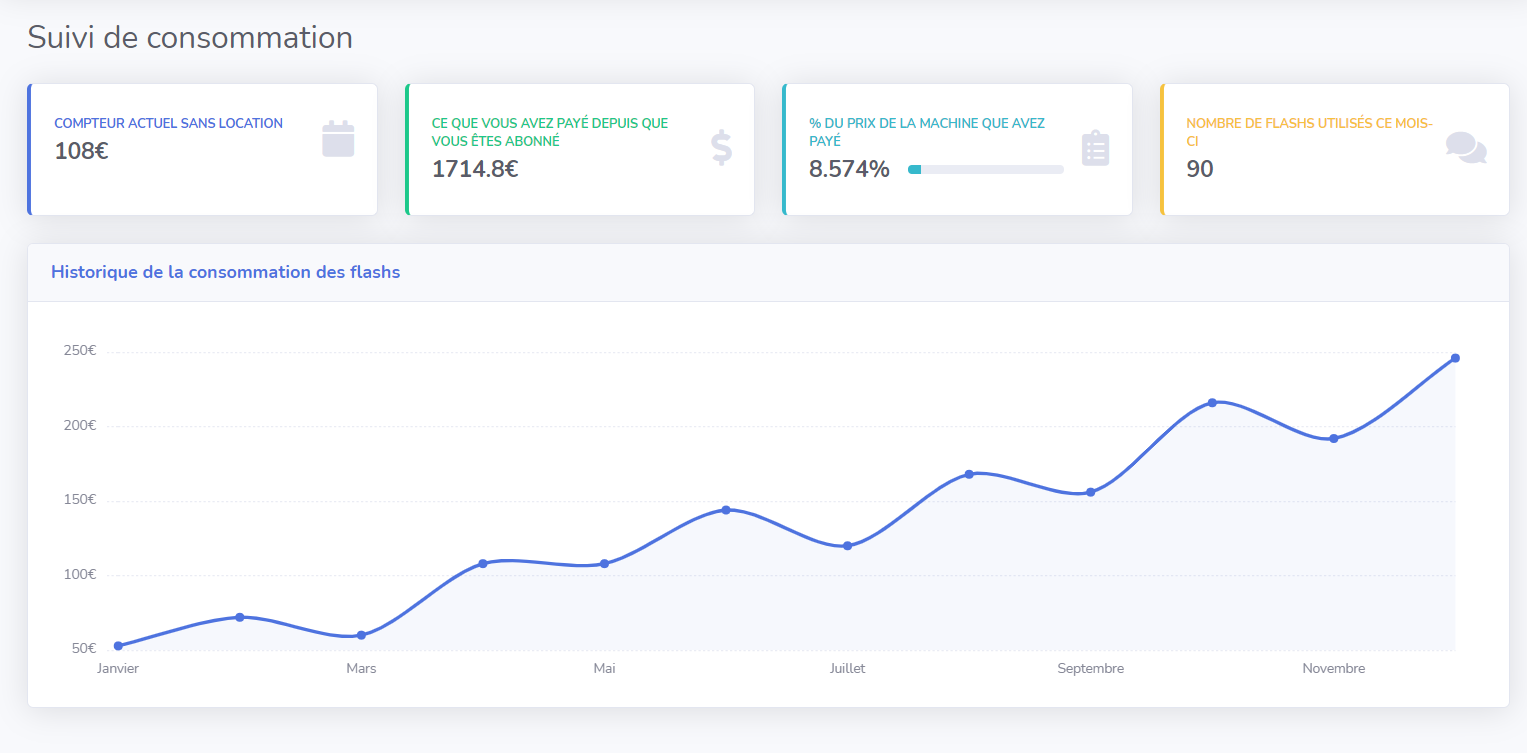 Suivi de consommation
COMPTEUR ACTUEL SANS LOCATION
108€
CE QUE VOUS AVEZ PAYÉ DEPUIS QUE
VOUS ÊTES ABONNÉ
1714.8€
% DU PRIX DE LA MACHINE QUE AVEZ
PAYÉ
8.574%
NOMBRE DE FLASHS UTILISÉS CE MOIS-
CI
90
Historique de la consommation des flashs
250€
200€
150€
100€
50€
Janvier Mars Mai Juillet Septembre Novembre